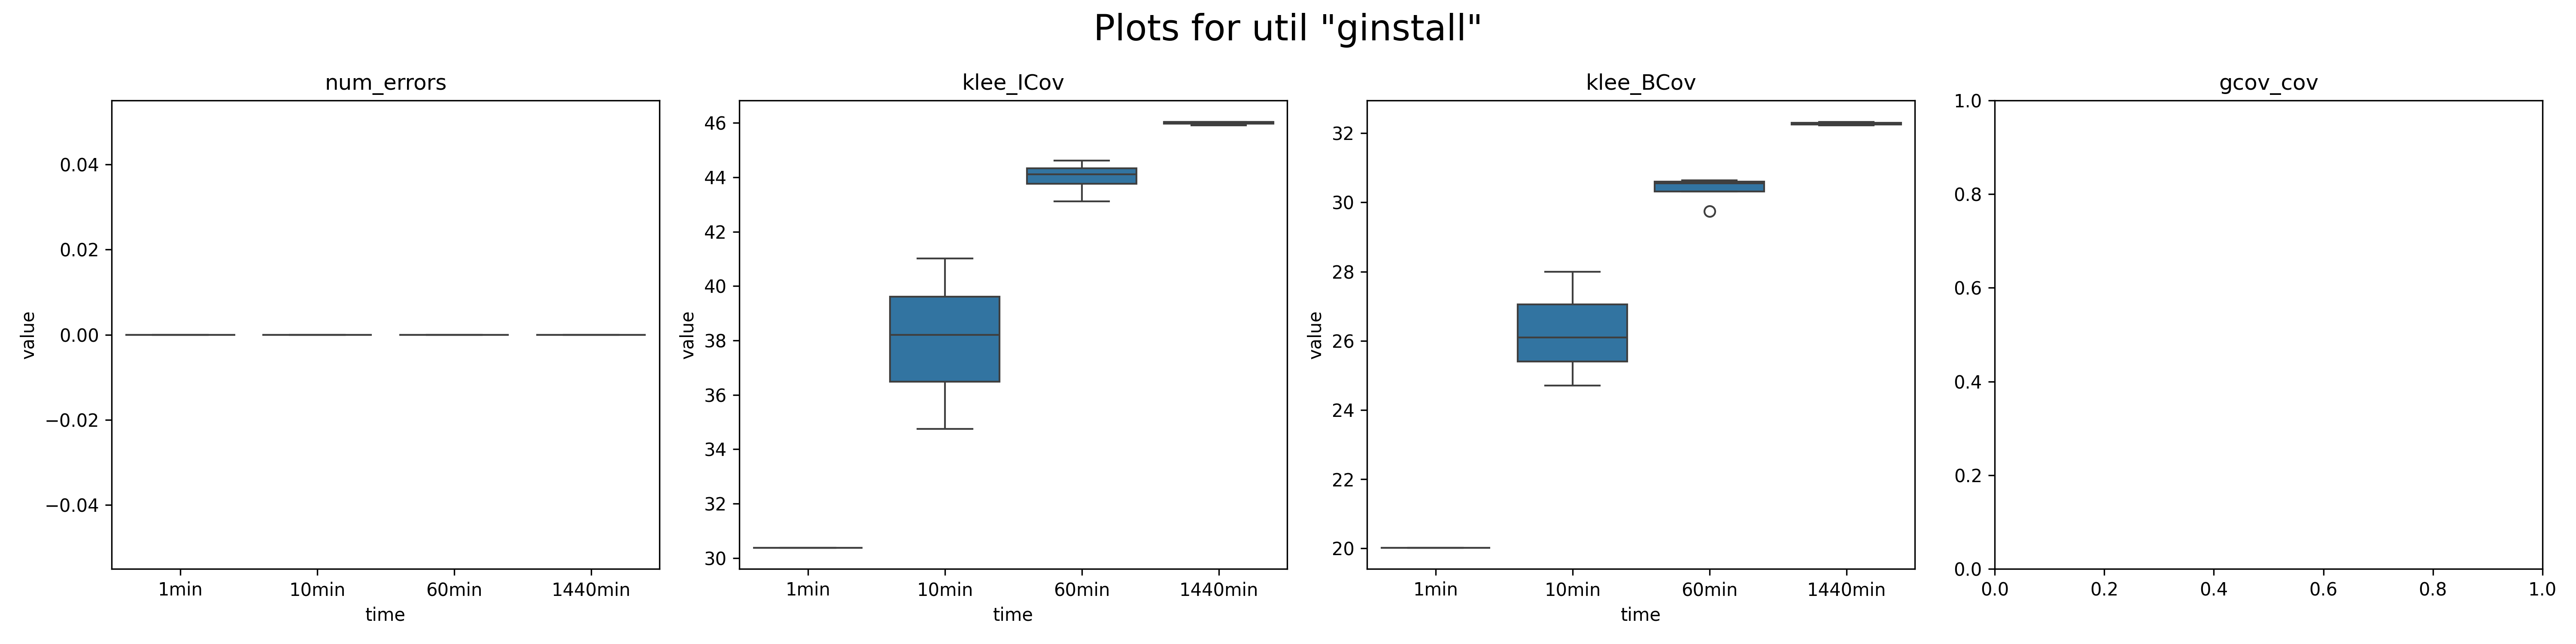 Plots for util "ginstall"
num_errors
value
0.04
0.02
0.00
−0.02
−0.04
1min 10min 60min 1440min
time
klee_ICov
value
46
44
42
40
38
36
34
32
30
1min 10min 60min 1440min
time
klee_BCov
value
32
30
28
26
24
22
20
1min 10min 60min 1440min
time
gcov_cov
1.0
0.8
0.6
0.4
0.2
0.0
0.0 0.2 0.4 0.6 0.8 1.0